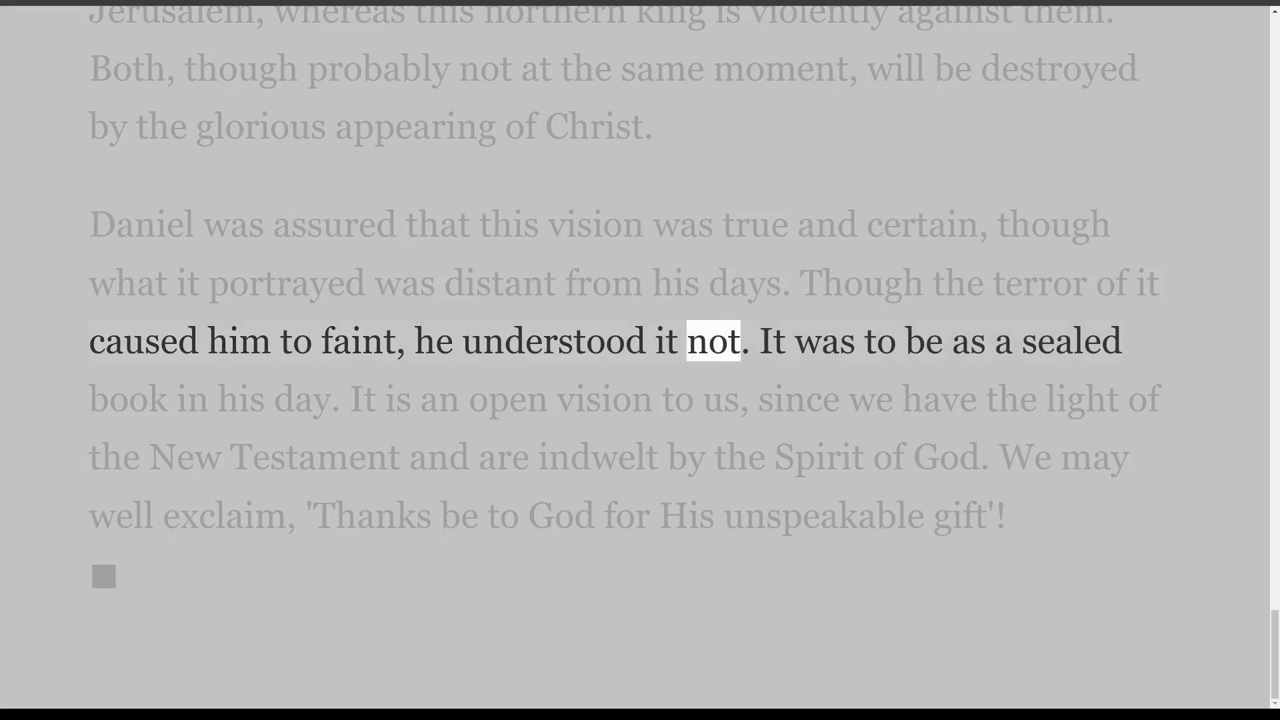 Jerusalem, whereas this northern king is violently against them.
Both, though probably not at the same moment, will be destroyed
by the glorious appearing of Christ.
Daniel was assured that this vision was true and certain, though
what it portrayed was distant from his days. Though the terror of it
caused him to faint, he understood it not. It was to be as a sealed
book in his day. It is an open vision to us, since we have the light of
the New Testament and are indwelt by the Spirit of God. We may
well exclaim, 'Thanks be to God for His unspeakable gift'!